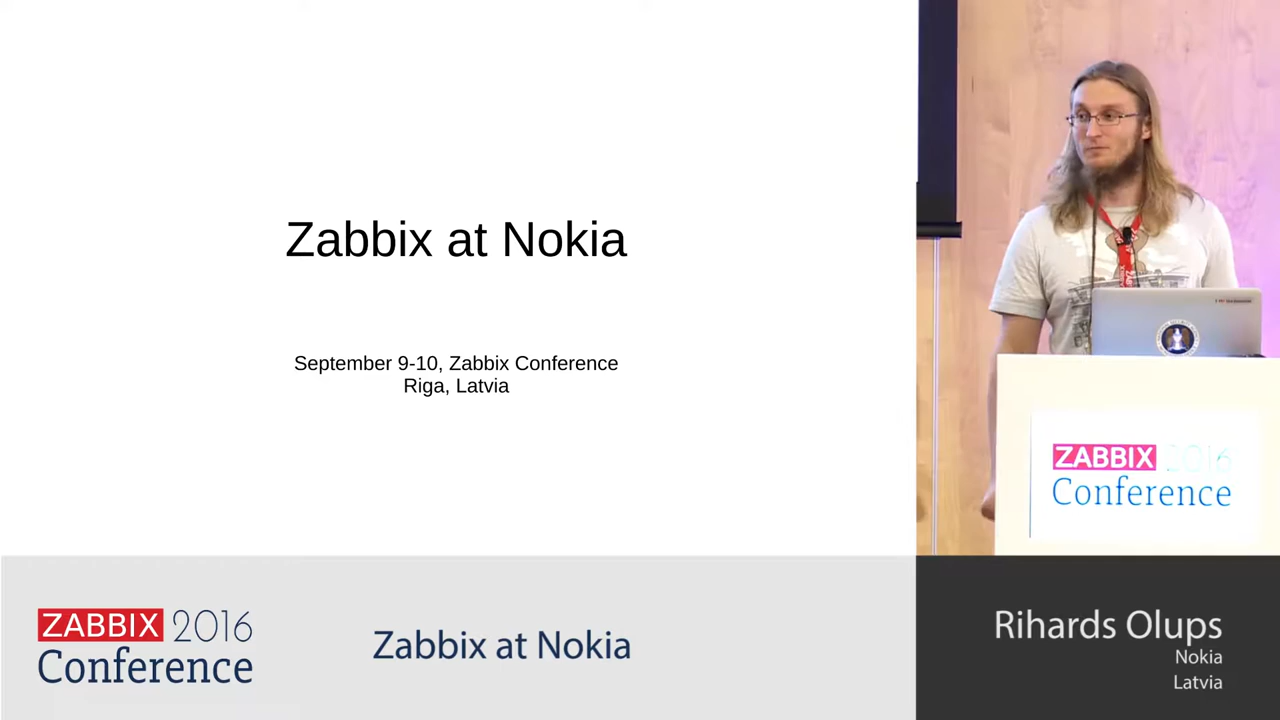 Zabbix at Nokia
September 9-10, Zabbix Conference
Riga, Latvia
ZABBIX 2016
Conference
ZABBIX 2016
Conference
Zabbix at Nokia
Rihards Olups
Nokia
Latvia